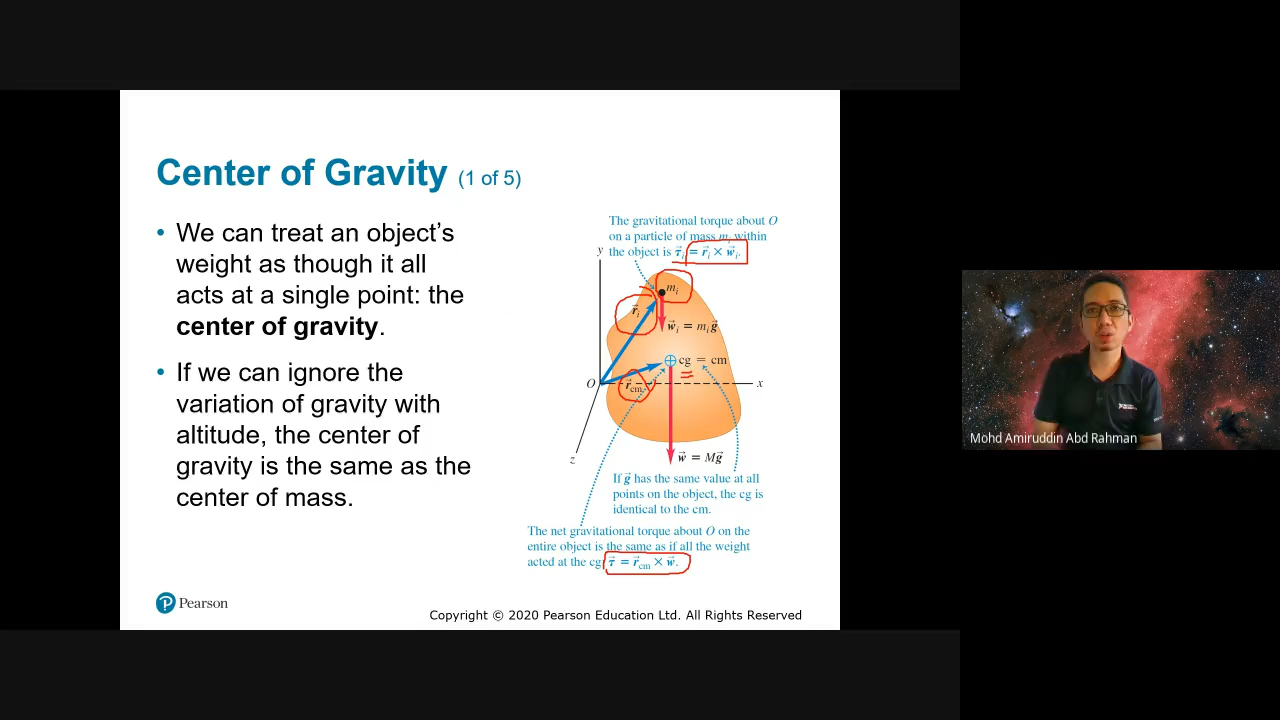 Center of Gravity (1 of 5)
• We can treat an object’s
weight as though it all
acts at a single point: the
center of gravity.
• If we can ignore the
variation of gravity with
altitude, the center of
gravity is the same as the
center of mass.
The gravitational torque about O
on a particle of mass mᵢ within
the object is τ⃗ᵢ = r⃗ᵢ × w⃗ᵢ.
y
mᵢ
r⃗ᵢ
w⃗ᵢ = mᵢg⃗
cg = cm
O
r⃗cm
x
z
w⃗ = Mg⃗
If g⃗ has the same value at all
points on the object, the cg is
identical to the cm.
The net gravitational torque about O on the
entire object is the same as if all the weight
acted at the cg: τ⃗ = r⃗cm × w⃗.
P Pearson
Copyright © 2020 Pearson Education Ltd. All Rights Reserved
Mohd Amiruddin Abd Rahman